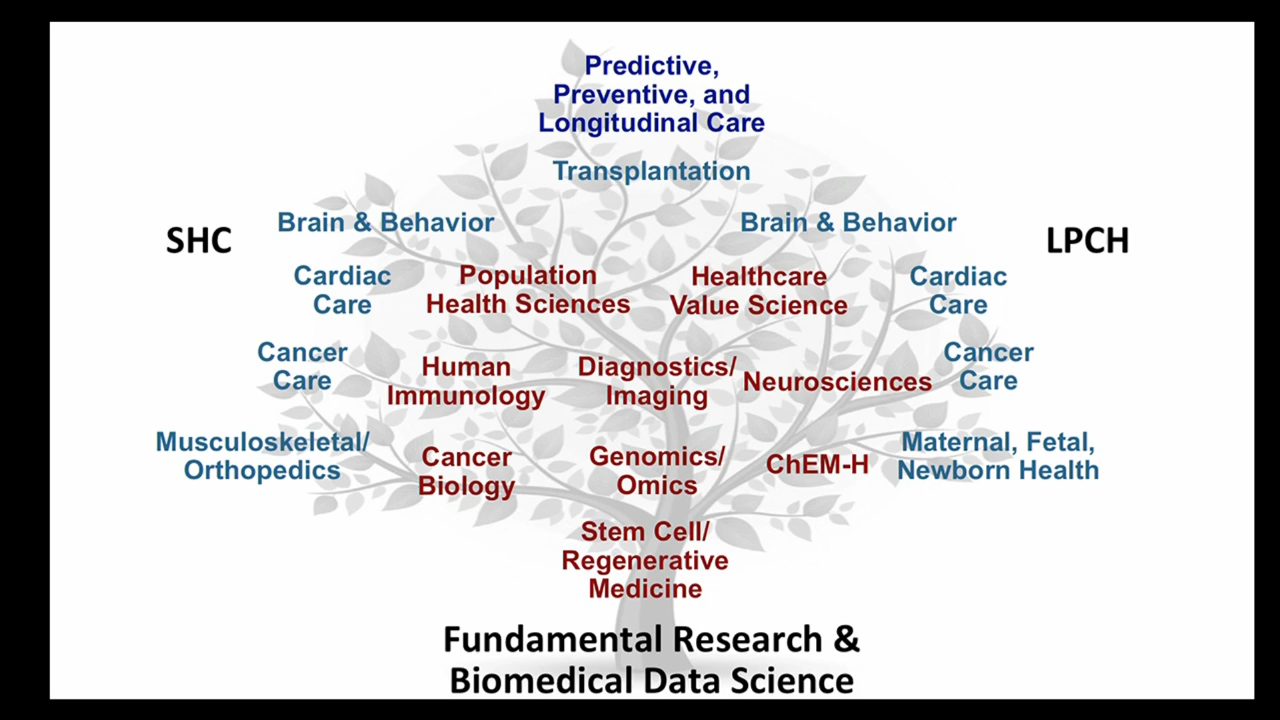 Predictive,
Preventive, and
Longitudinal Care
Transplantation
SHC
Brain & Behavior
Brain & Behavior
LPCH
Cardiac
Care
Population
Health Sciences
Healthcare
Value Science
Cardiac
Care
Cancer
Care
Human
Immunology
Diagnostics/
Imaging
Neurosciences
Cancer
Care
Musculoskeletal/
Orthopedics
Cancer
Biology
Genomics/
Omics
ChEM-H
Maternal, Fetal,
Newborn Health
Stem Cell/
Regenerative
Medicine
Fundamental Research &
Biomedical Data Science